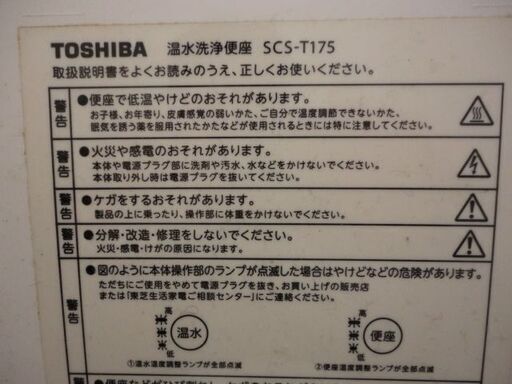 TOSHIBA 温水洗浄便座 SCS-T175
取扱説明書をよくお読みのうえ、正しくお使いください。
警告
●便座で低温やけどのおそれがあります。
お子様、お年寄り、皮膚感覚の弱いかた、ご自分で温度調節できないかた、
眠気を誘う薬を服用されたかたなどが使用されるときには特に注意してください。
警告
●火災や感電のおそれがあります。
本体や電源プラグ部に洗剤や汚水、水などをかけないでください。
本体取り外し時は電源プラグを抜いてください。
警告
●ケガをするおそれがあります。
製品の上に乗ったり、操作部に体重をかけないでください。
警告
●分解・改造・修理をしないでください。
火災・感電・けがの原因になります。
警告
●図のように本体操作部のランプが点滅した場合はやけどなどの危険があります。
ただちにご使用をやめて電源プラグを抜き、お買い上げの販売店
または「東芝生活家電ご相談センター」にご連絡ください。
高
温水
低
①温水温度調整ランプが全部点滅
高
便座
低
②便座温度調整ランプが全部点滅